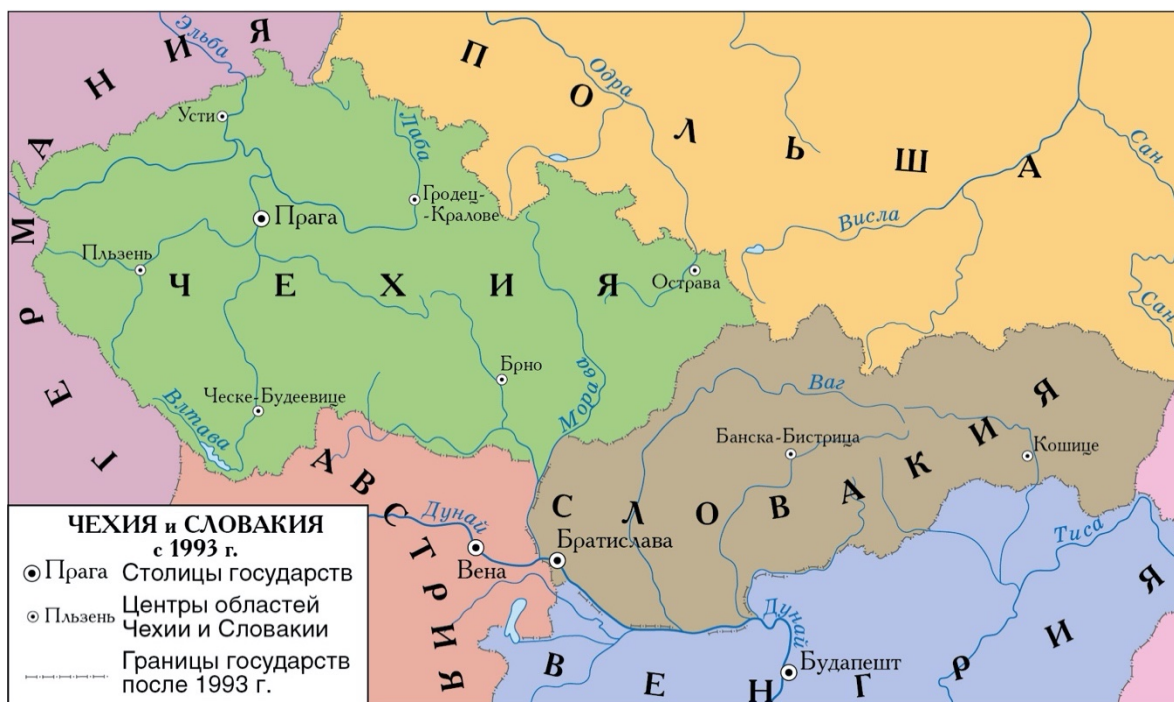 ГЕРМАНИЯ
Эльба
ПОЛЬША
Одра
Усти
Лаба
Сан
Гродец-
-Кралове
Прага
Висла
Пльзень
ЧЕХИЯ
Острава
Сан
Брно
Морава
Влтава
Ческе-Будеевице
Ваг
Банска-Бистрица
Кошице
АВСТРИЯ
СЛОВАКИЯ
Дунай
Вена
Братислава
Тиса
Дунай
Будапешт
ВЕНГРИЯ
ЧЕХИЯ и СЛОВАКИЯ
с 1993 г.
Прага Столицы государств
Пльзень Центры областей
Чехии и Словакии
Границы государств
после 1993 г.